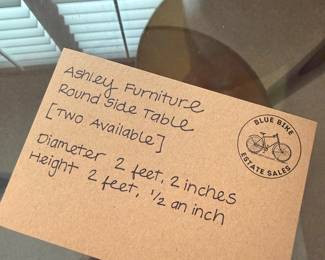 Ashley Furniture
Round Side Table
[Two Available]
Diameter 2 feet, 2 inches
Height 2 feet, 1/2 an inch
BLUE BIKE
ESTATE SALES